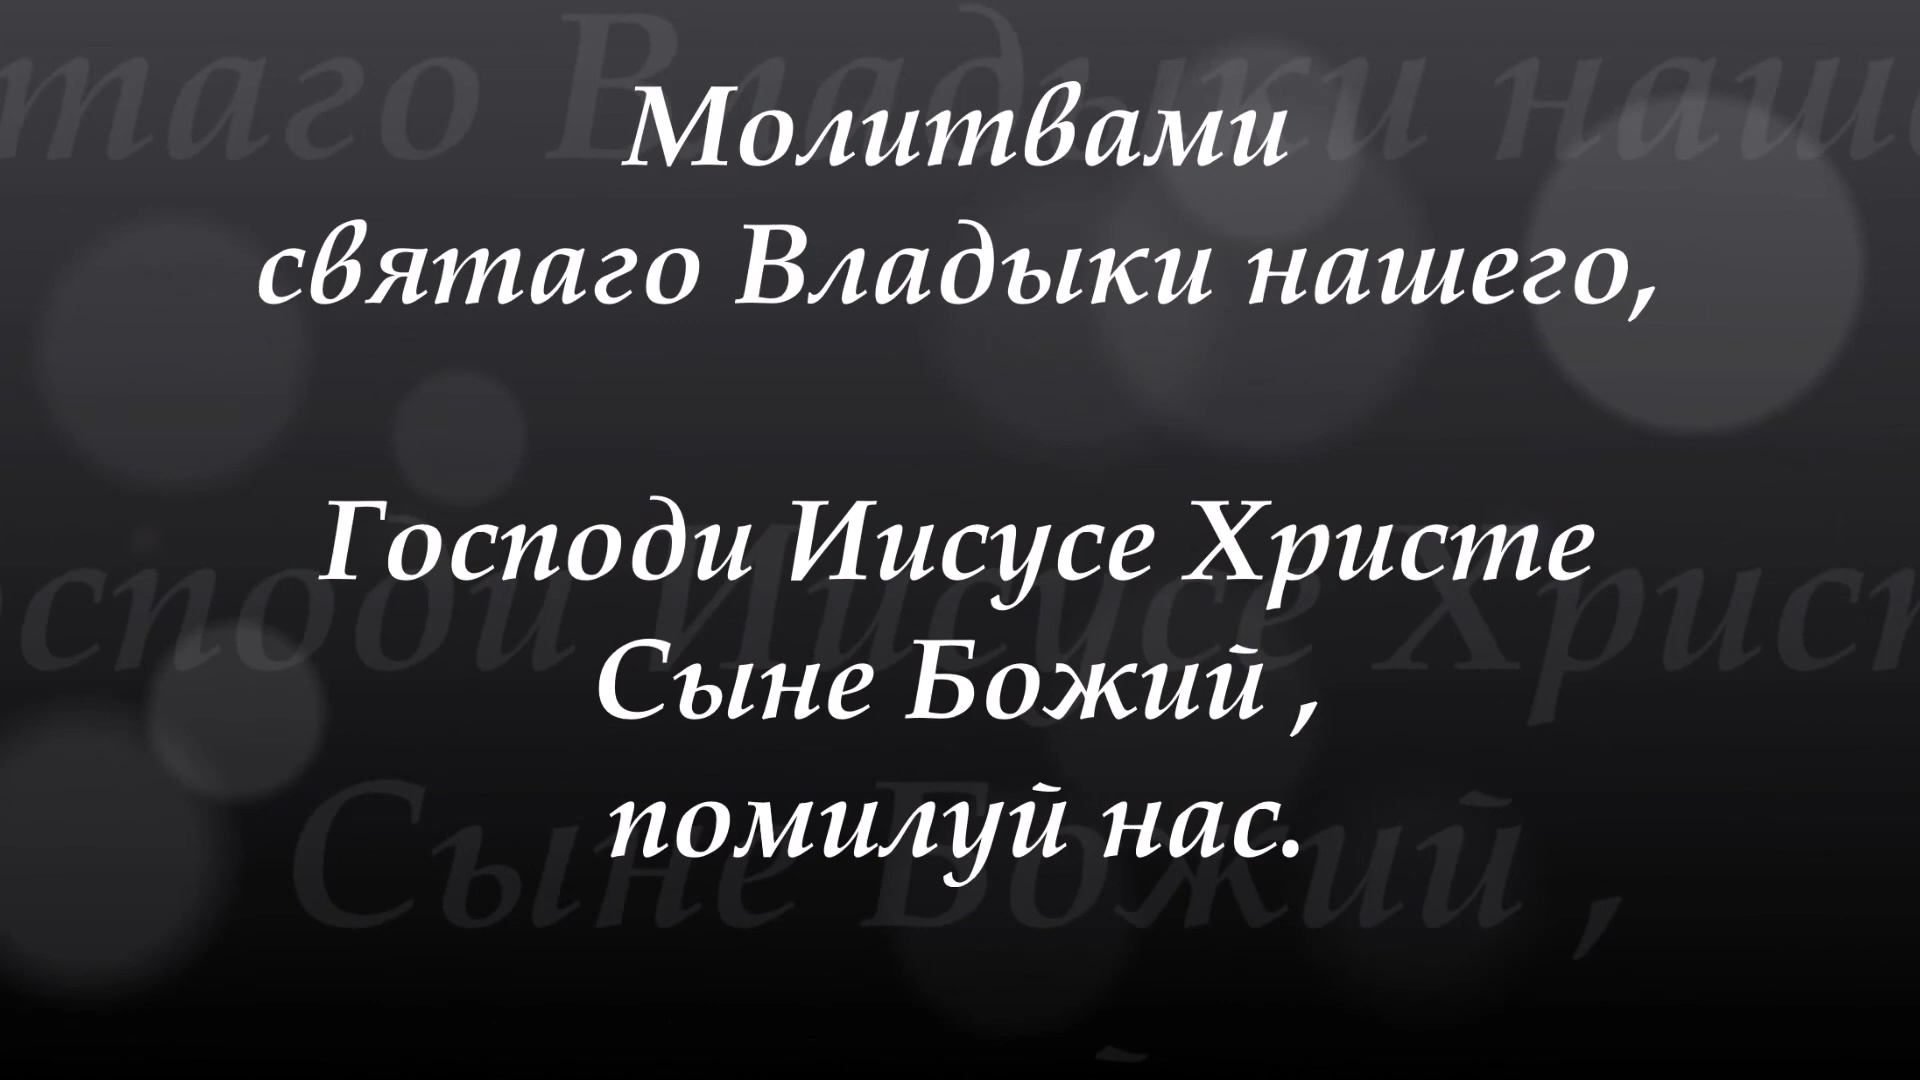 Молитвами
святаго Владыки нашего,
Господи Иисусе Христе
Сыне Божий ,
помилуй нас.